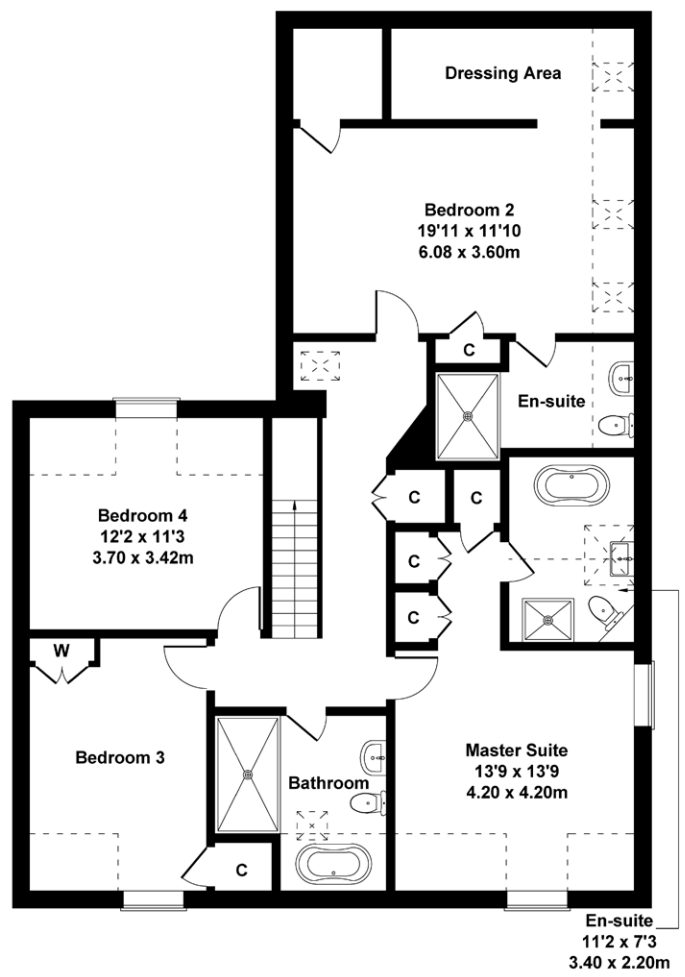 Dressing Area
Bedroom 2
19'11 x 11'10
6.08 x 3.60m
C
En-suite
C
C
Bedroom 4
12'2 x 11'3
3.70 x 3.42m
C
C
W
Bedroom 3
Bathroom
Master Suite
13'9 x 13'9
4.20 x 4.20m
C
En-suite
11'2 x 7'3
3.40 x 2.20m